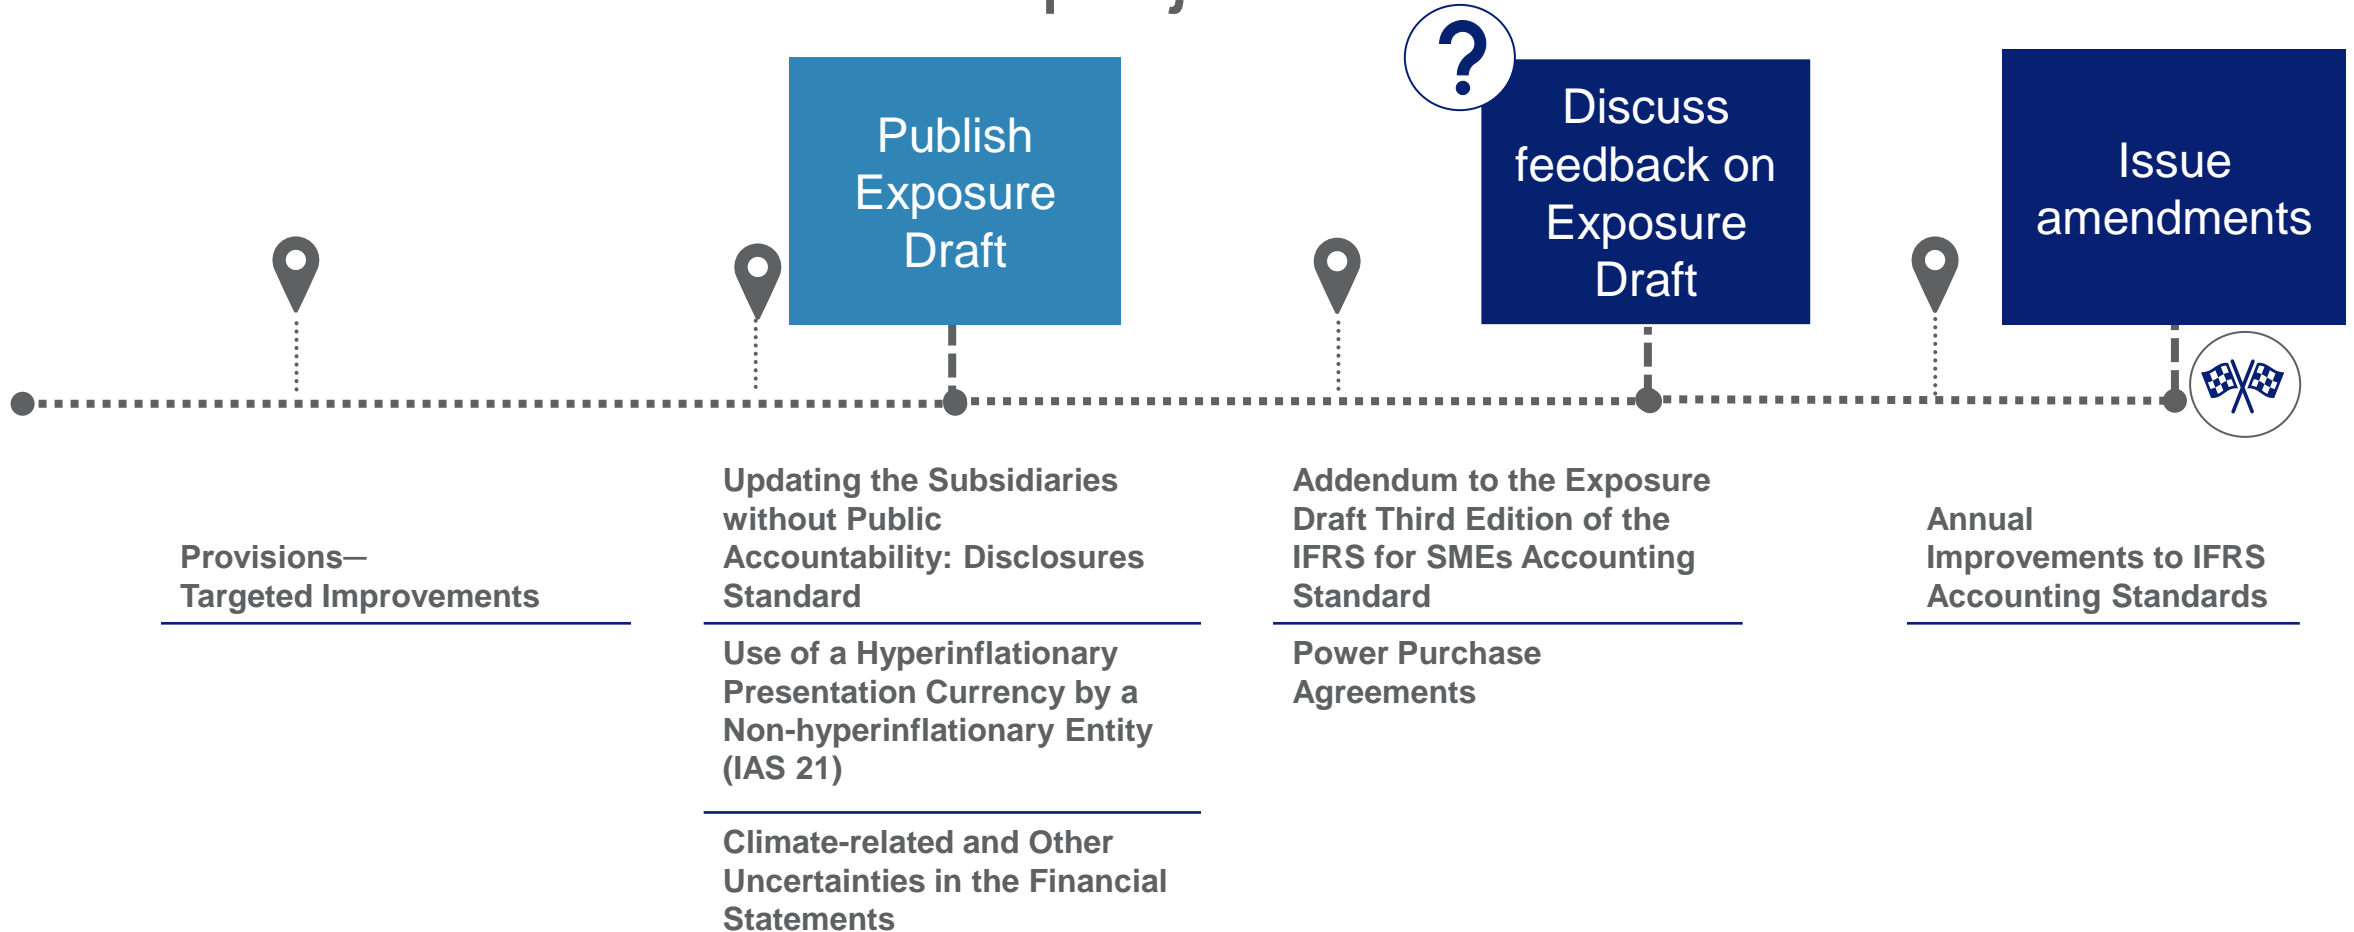 Publish
Exposure
Draft
?
Discuss
feedback on
Exposure
Draft
Issue
amendments
Provisions—
Targeted Improvements
Updating the Subsidiaries
without Public
Accountability: Disclosures
Standard
Use of a Hyperinflationary
Presentation Currency by a
Non-hyperinflationary Entity
(IAS 21)
Climate-related and Other
Uncertainties in the Financial
Statements
Addendum to the Exposure
Draft Third Edition of the
IFRS for SMEs Accounting
Standard
Power Purchase
Agreements
Annual
Improvements to IFRS
Accounting Standards